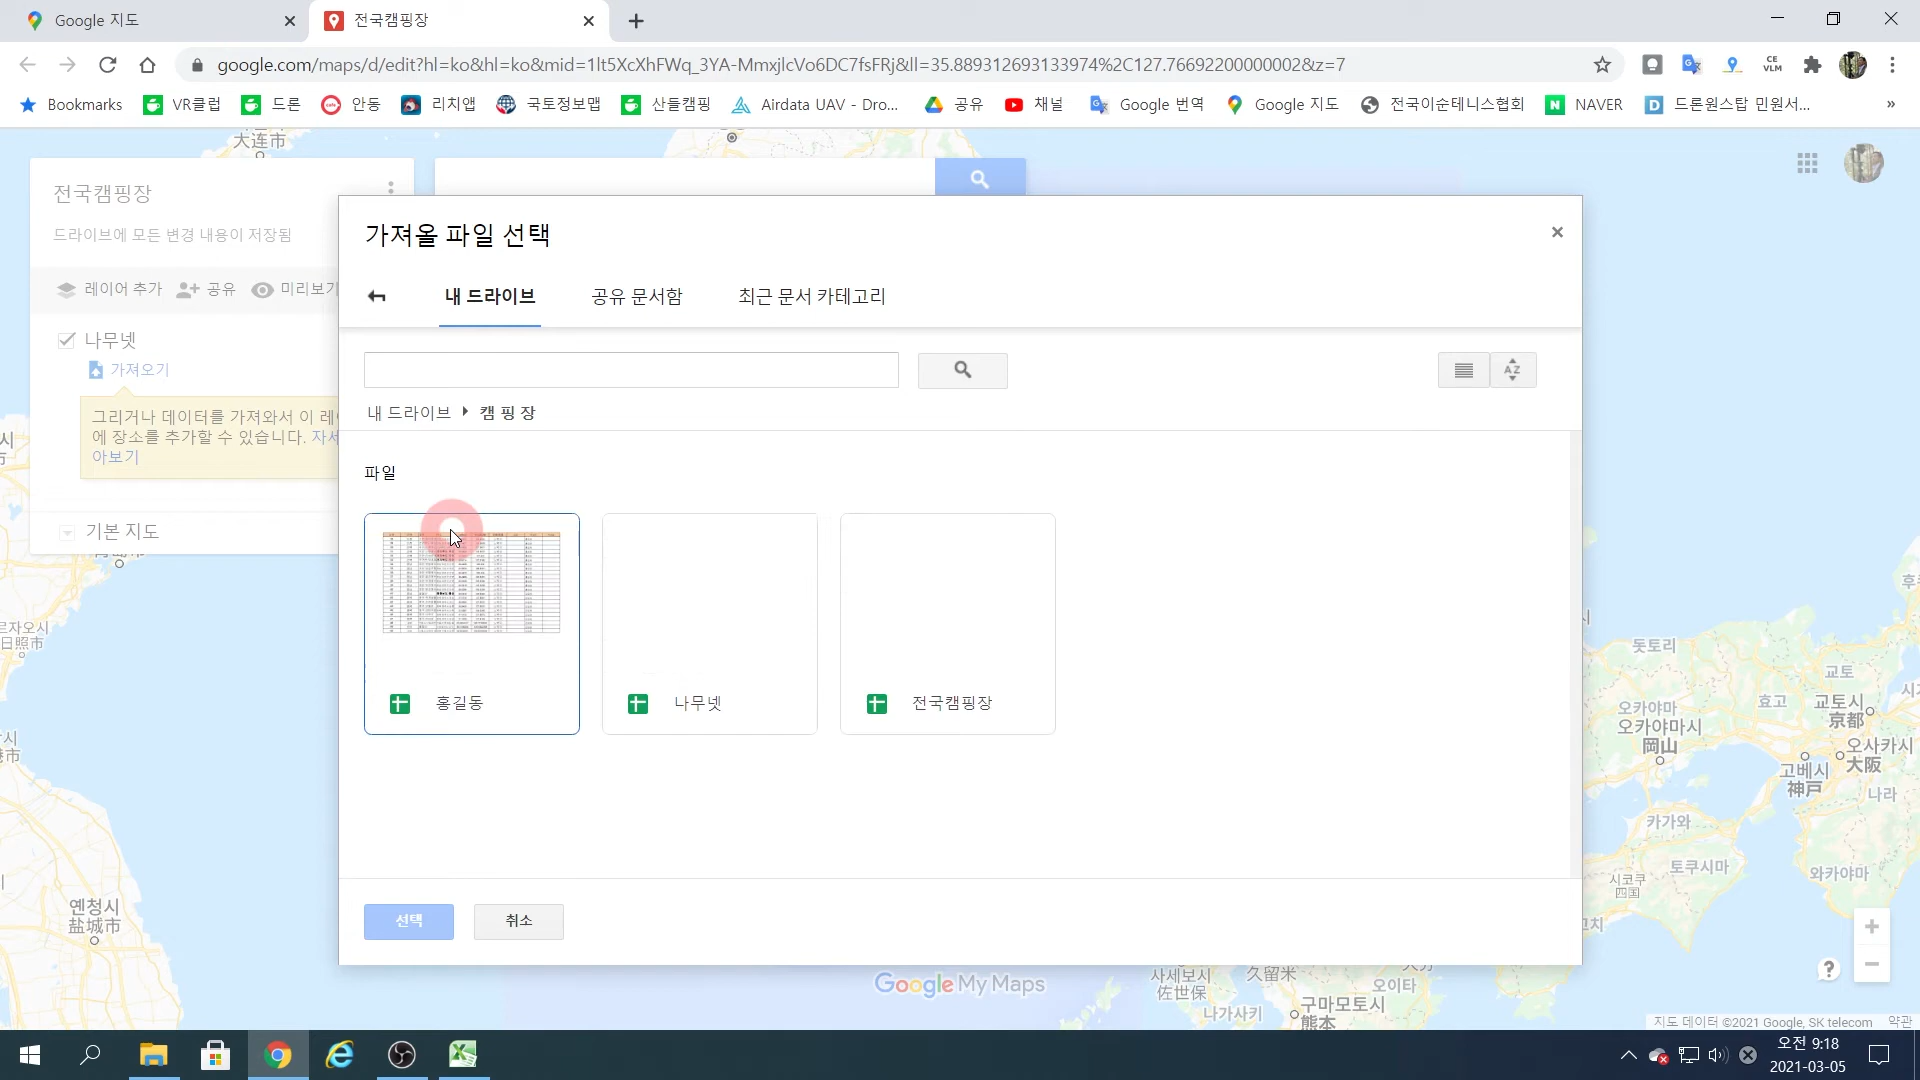 Google 지도
전국캠핑장
google.com/maps/d/edit?hl=ko&hl=ko&mid=1lt5XcXhFWq_3YA-MmxjlcVo6DC7fsFRj&ll=35.889312693133974%2C127.76692200000002&z=7
CE
VLM
Bookmarks VR클럽 드론 안동 리치앱 국토정보맵 산들캠핑 Airdata UAV - Dro... 공유 채널 Google 번역 Google 지도 전국이순테니스협회 NAVER 드론원스탑 민원서... »
大连市
전국캠핑장
드라이브에 모든 변경 내용이 저장됨
레이어 추가 공유 미리보기
나무넷
가져오기
그리거나 데이터를 가져와서 이 레
에 장소를 추가할 수 있습니다. 자세
아보기
기본 지도
가져올 파일 선택
내 드라이브 공유 문서함 최근 문서 카테고리
AZ
내 드라이브 캠핑장
파일
홍길동
나무넷
전국캠핑장
선택 취소
르자오시
日照市
옌청시
盐城市
돗토리
교토
효고
교토시
京都
오카야마
오카야마시
岡山
오사카시
大阪
고베시
神戸
나라
카가와
토쿠시마
와카야마
시코쿠
四国
Google My Maps
사세보시
佐世保
久留米
오이타
구마모토시
熊本
나가사키
지도 데이터 ©2021 Google, SK telecom 약관
오전 9:18
2021-03-05